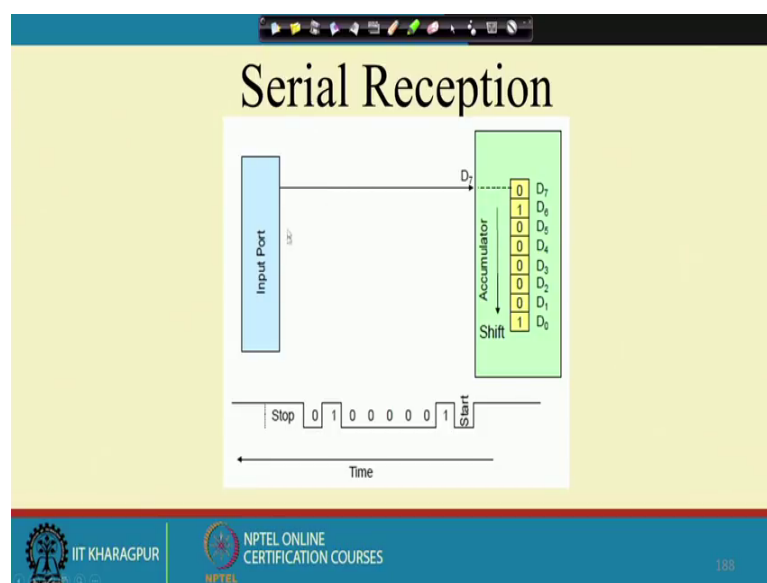 Serial Reception
D₇
Input Port
Accumulator
Shift
0 D₇
1 D₆
0 D₅
0 D₄
0 D₃
0 D₂
0 D₁
1 D₀
Stop 0 1 0 0 0 0 0 1 Start
Time
IIT KHARAGPUR
NPTEL
NPTEL ONLINE
CERTIFICATION COURSES
188